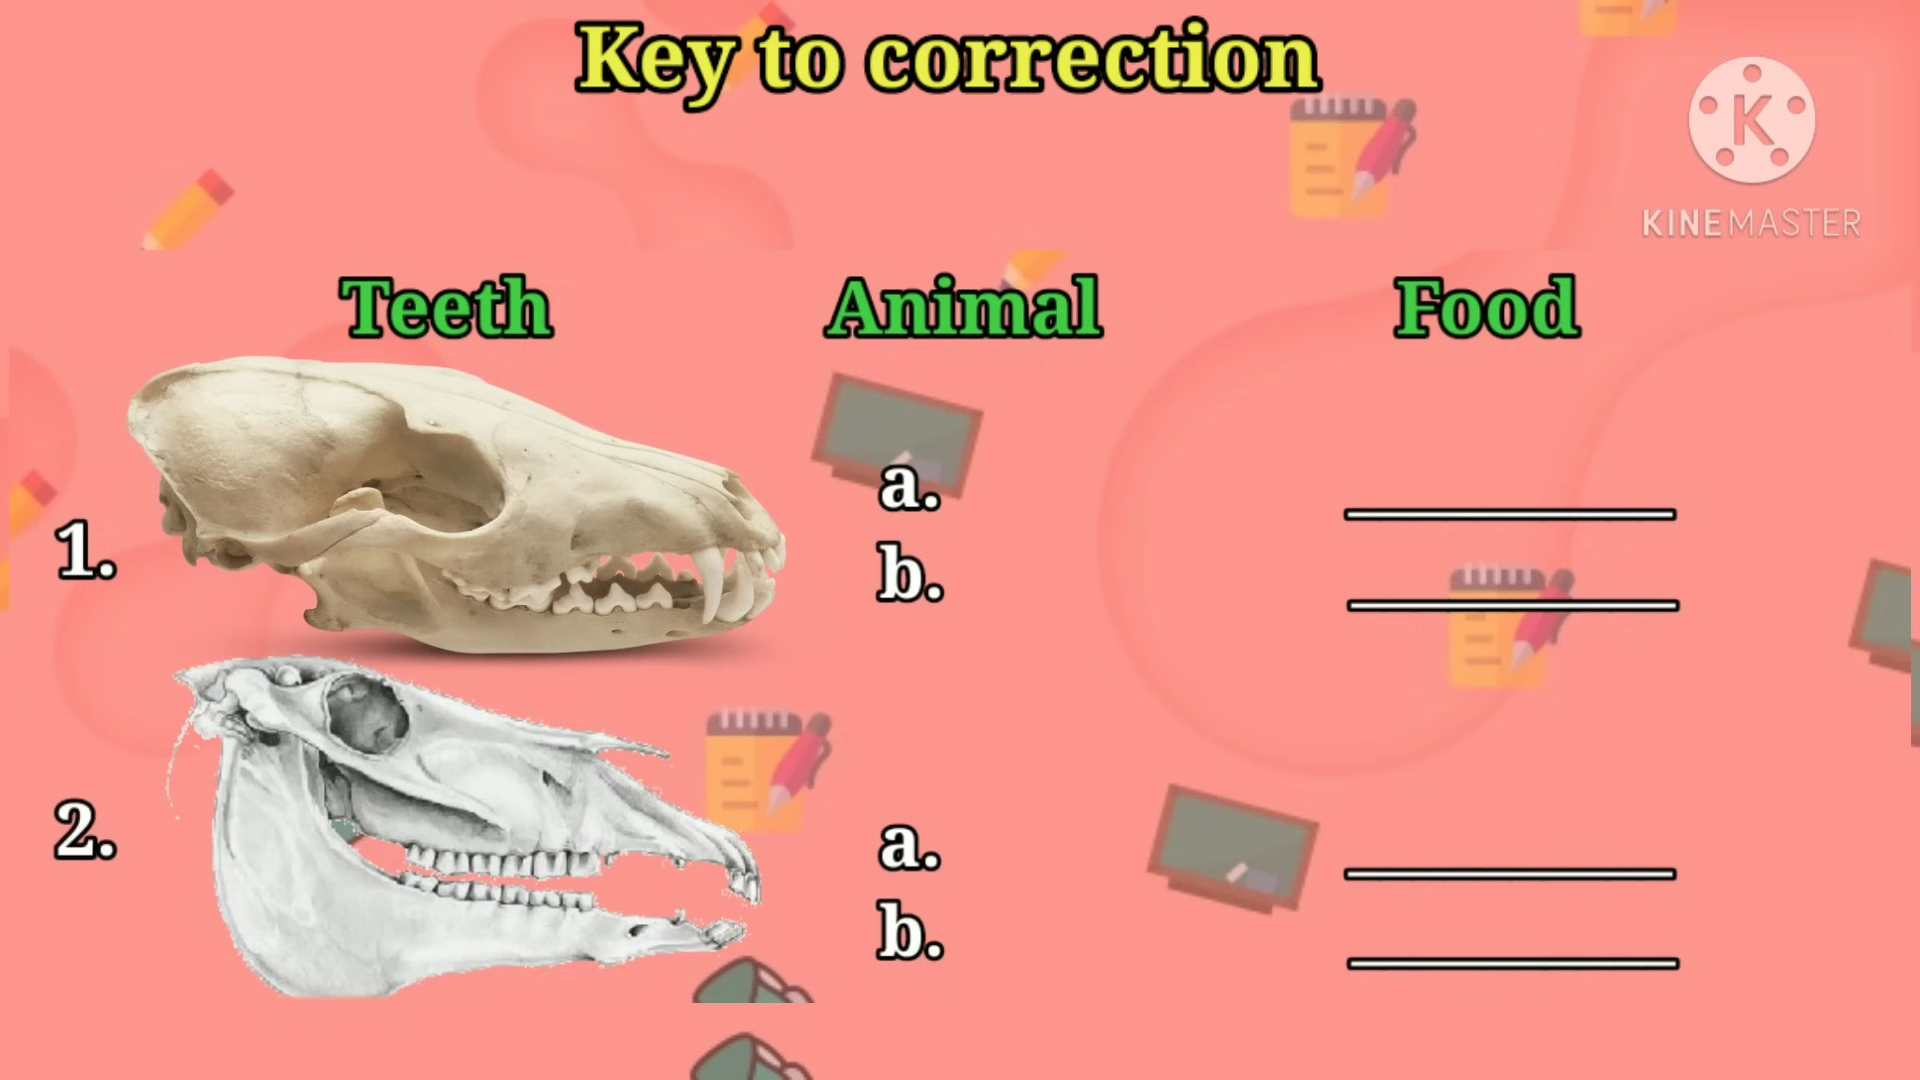 Key to correction
KINEMASTER
Teeth Animal Food
1.
a.
b.
2.
a.
b.